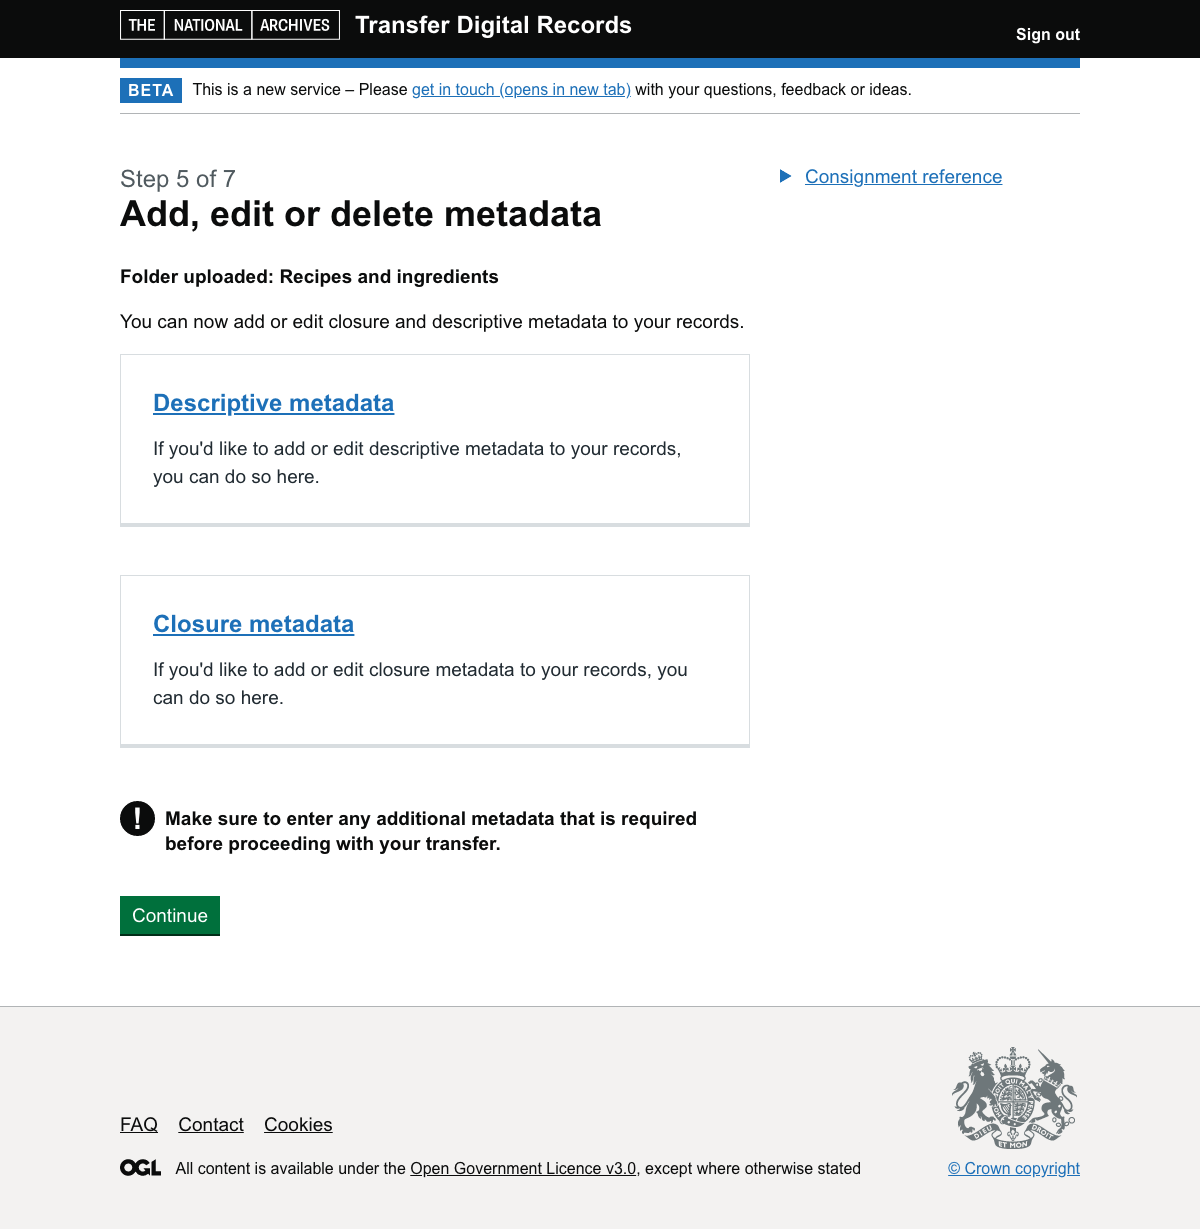 THE NATIONAL ARCHIVES Transfer Digital Records
Sign out
BETA This is a new service – Please get in touch (opens in new tab) with your questions, feedback or ideas.
Step 5 of 7
Add, edit or delete metadata
Consignment reference
Folder uploaded: Recipes and ingredients
You can now add or edit closure and descriptive metadata to your records.
Descriptive metadata
If you'd like to add or edit descriptive metadata to your records,
you can do so here.
Closure metadata
If you'd like to add or edit closure metadata to your records, you
can do so here.
! Make sure to enter any additional metadata that is required
before proceeding with your transfer.
Continue
FAQ Contact Cookies
DIEU ET MON DROIT
OGL All content is available under the Open Government Licence v3.0, except where otherwise stated
© Crown copyright